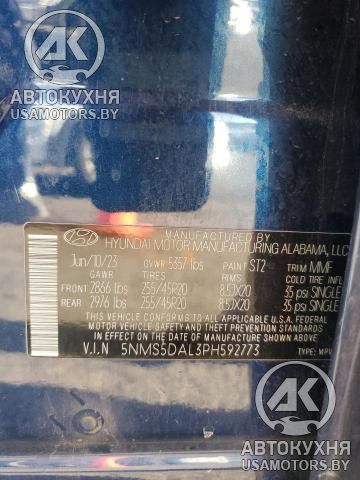 АК
АВТОКУХНЯ
USAMOTORS.BY
MANUFACTURED BY
HYUNDAI MOTOR MANUFACTURING ALABAMA, LLC
Jun/10/23 GVWR 5357 lbs PAINT ST2 TRIM MMF
GAWR TIRES RIMS COLD TIRE INFL
FRONT 2866 lbs 255/45R20 8.5JX20 35 psi SINGLE
REAR 2976 lbs 255/45R20 8.5JX20 35 psi SINGLE
THIS VEHICLE CONFORMS TO ALL APPLICABLE U.S. FEDERAL MOTOR VEHICLE
SAFETY AND THEFT PREVENTION STANDARDS IN EFFECT ON THE DATE OF
MANUFACTURE SHOWN ABOVE
V.I.N 5NMS5DAL3PH592773 TYPE: MPV
АК
АВТОКУХНЯ
USAMOTORS.BY